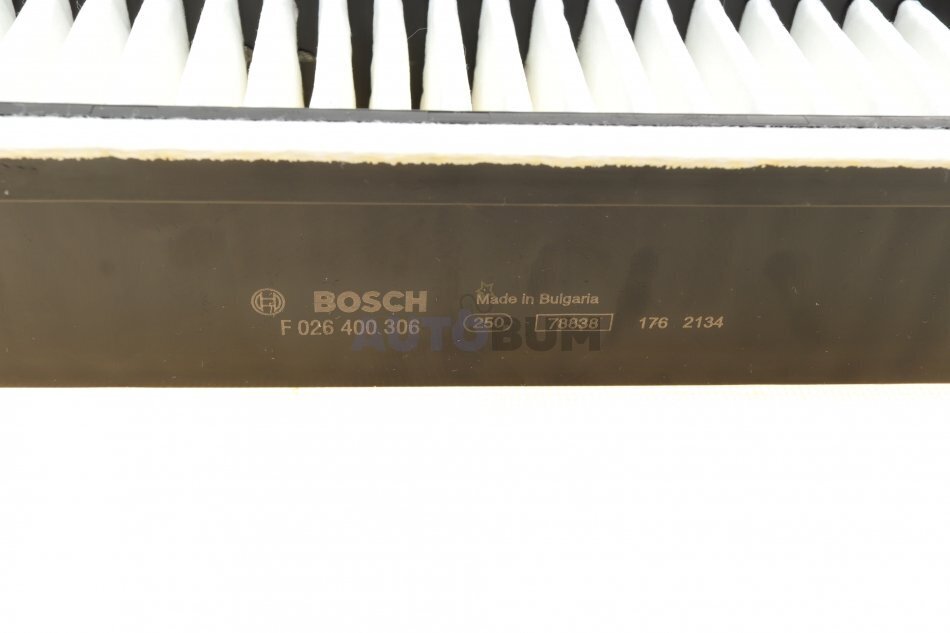 BOSCH
F 026 400 306
Made in Bulgaria
250 78838 176 2134
AUTOBUM